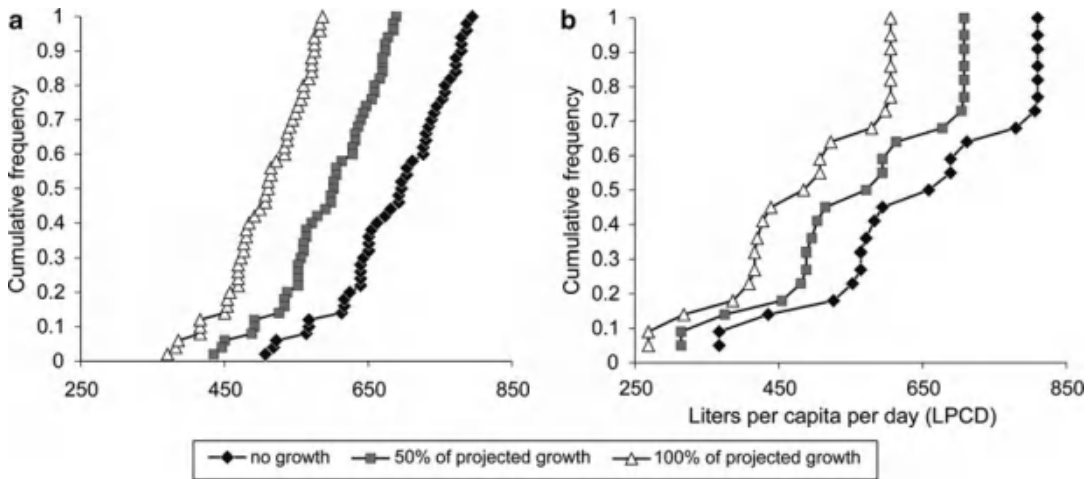 a
Cumulative frequency
1
0.9
0.8
0.7
0.6
0.5
0.4
0.3
0.2
0.1
0
250 450 650 850
b
Cumulative frequency
1
0.9
0.8
0.7
0.6
0.5
0.4
0.3
0.2
0.1
0
250 450 650 850
Liters per capita per day (LPCD)
no growth 50% of projected growth 100% of projected growth